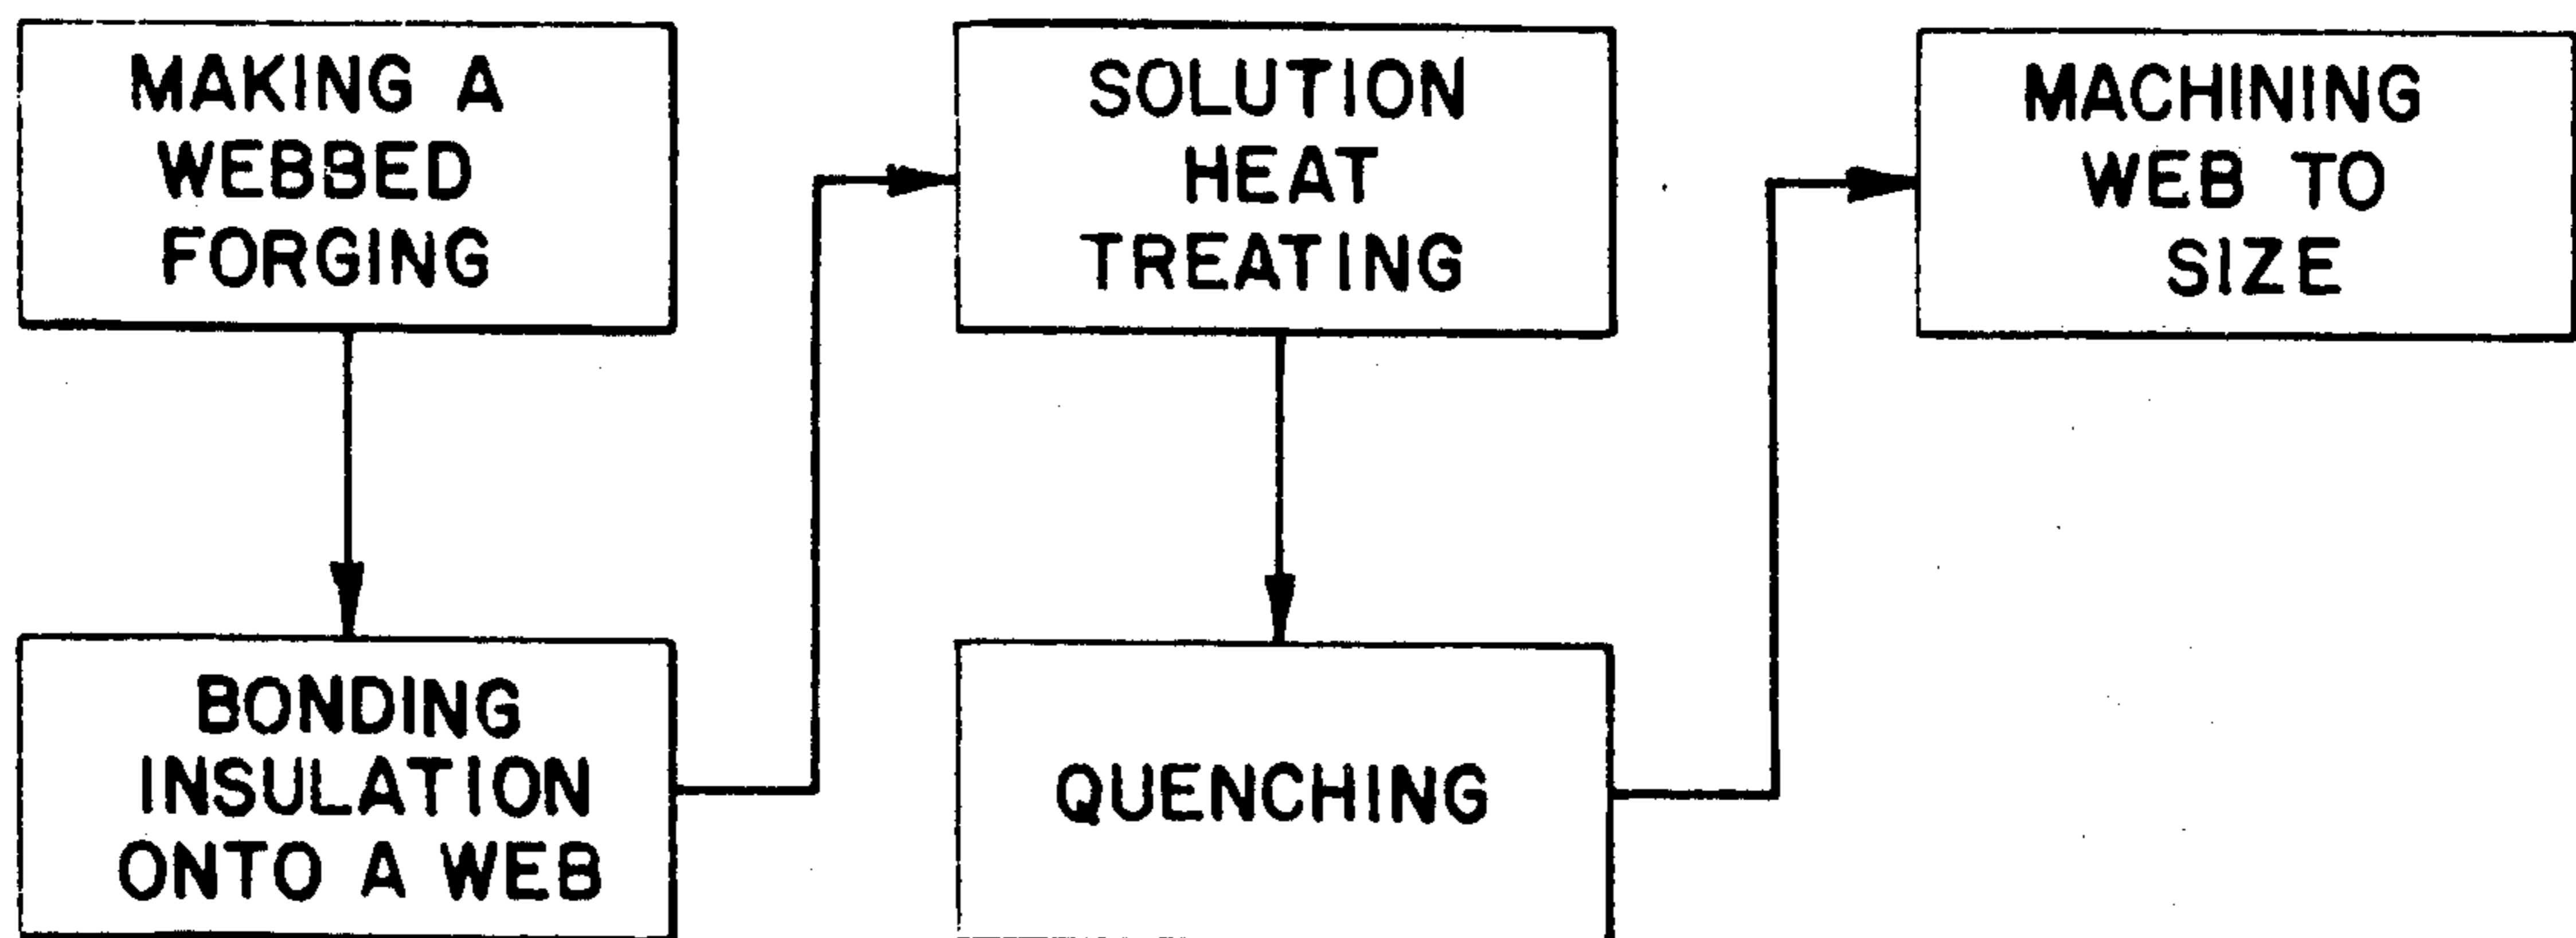 MAKING A
WEBBED
FORGING
BONDING
INSULATION
ONTO A WEB
SOLUTION
HEAT
TREATING
QUENCHING
MACHINING
WEB TO
SIZE